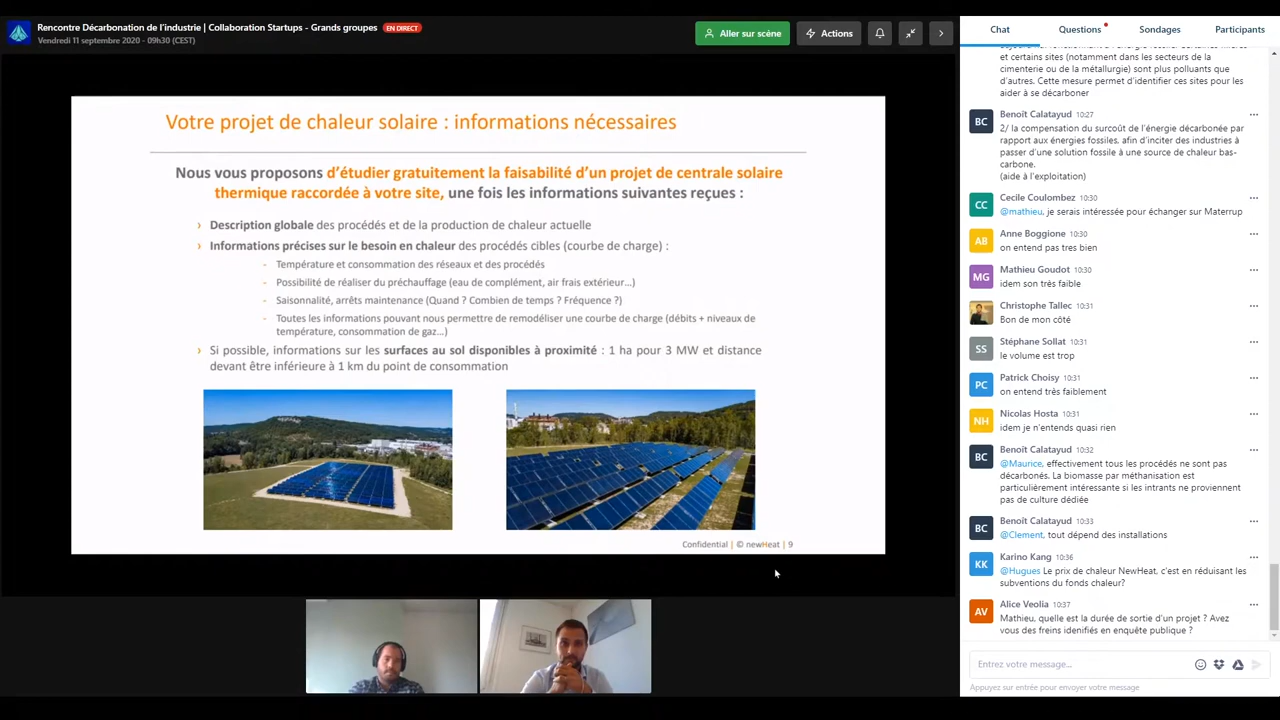 Rencontre Décarbonation de l'industrie | Collaboration Startups - Grands groupes EN DIRECT
Vendredi 11 septembre 2020 - 09h30 (CEST)
Aller sur scène
Actions
Votre projet de chaleur solaire : informations nécessaires
Nous vous proposons d'étudier gratuitement la faisabilité d'un projet de centrale solaire
thermique raccordée à votre site, une fois les informations suivantes reçues :
› Description globale des procédés et de la production de chaleur actuelle
› Informations précises sur le besoin en chaleur des procédés cibles (courbe de charge) :
- Température et consommation des réseaux et des procédés
- Possibilité de réaliser du préchauffage (eau de complément, air frais extérieur...)
- Saisonnalité, arrêts maintenance (Quand ? Combien de temps ? Fréquence ?)
- Toutes les informations pouvant nous permettre de remodéliser une courbe de charge (débits + niveaux de
température, consommation de gaz...)
› Si possible, informations sur les surfaces au sol disponibles à proximité : 1 ha pour 3 MW et distance
devant être inférieure à 1 km du point de consommation
Confidential | © newHeat | 9
Chat
Questions
Sondages
Participants
et certains sites (notamment dans les secteurs de la
cimenterie ou de la métallurgie) sont plus polluants que
d'autres. Cette mesure permet d'identifier ces sites pour les
aider à se décarboner
BC
Benoît Calatayud 10:27
2/ la compensation du surcoût de l'énergie décarbonée par
rapport aux énergies fossiles, afin d'inciter des industries à
passer d'une solution fossile à une source de chaleur bas-
carbone.
(aide à l'exploitation)
CC
Cecile Coulombez 10:30
@mathieu, je serais intéressée pour échanger sur Materrup
AB
Anne Boggione 10:30
on entend pas tres bien
MG
Mathieu Goudot 10:30
idem son très faible
Christophe Tallec 10:31
Bon de mon côté
SS
Stéphane Sollat 10:31
le volume est trop
PC
Patrick Choisy 10:31
on entend très faiblement
NH
Nicolas Hosta 10:31
idem je n'entends quasi rien
BC
Benoît Calatayud 10:32
@Maurice, effectivement tous les procédés ne sont pas
décarbonés. La biomasse par méthanisation est
particulièrement intéressante si les intrants ne proviennent
pas de culture dédiée
BC
Benoît Calatayud 10:33
@Clement, tout dépend des installations
KK
Karino Kang 10:36
@Hugues Le prix de chaleur NewHeat, c'est en réduisant les
subventions du fonds chaleur?
AV
Alice Veolia 10:37
Mathieu, quelle est la durée de sortie d'un projet ? Avez
vous des freins idenifiés en enquête publique ?
Entrez votre message...
Appuyez sur entrée pour envoyer votre message